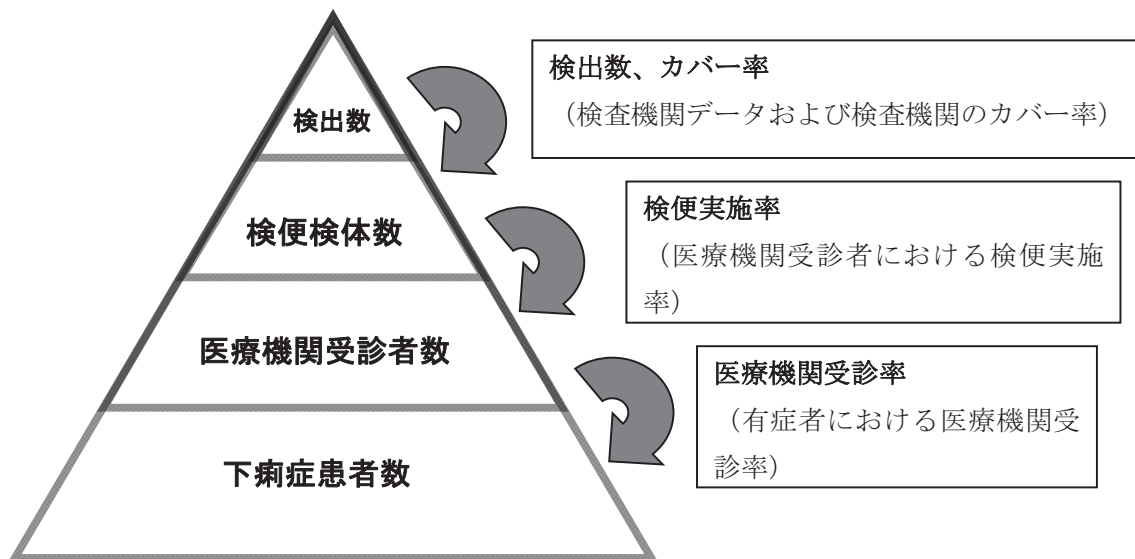 検出数
検便検体数
医療機関受診者数
下痢症患者数
検出数、カバー率
（検査機関データおよび検査機関のカバー率）
検便実施率
（医療機関受診者における検便実施
率）
医療機関受診率
（有症者における医療機関受
診率）